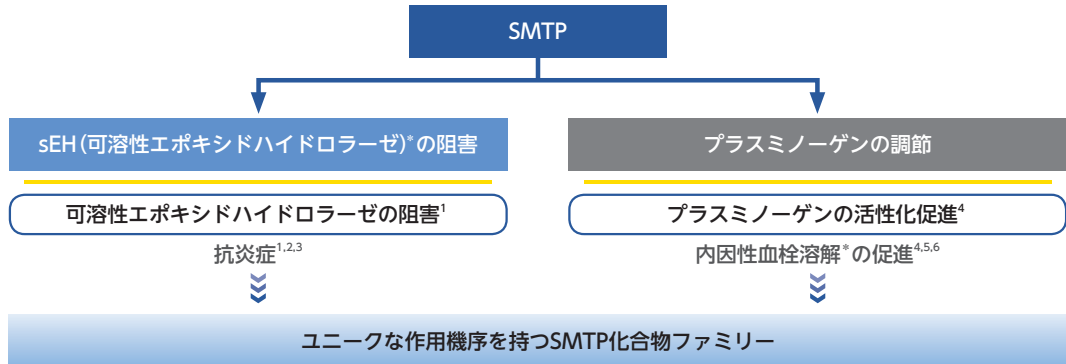 SMTP
sEH(可溶性エポキシドハイドロラーゼ)*の阻害
プラスミノーゲンの調節
可溶性エポキシドハイドロラーゼの阻害1
プラスミノーゲンの活性化促進4
抗炎症1,2,3
内因性血栓溶解*の促進4,5,6
ユニークな作用機序を持つSMTP化合物ファミリー